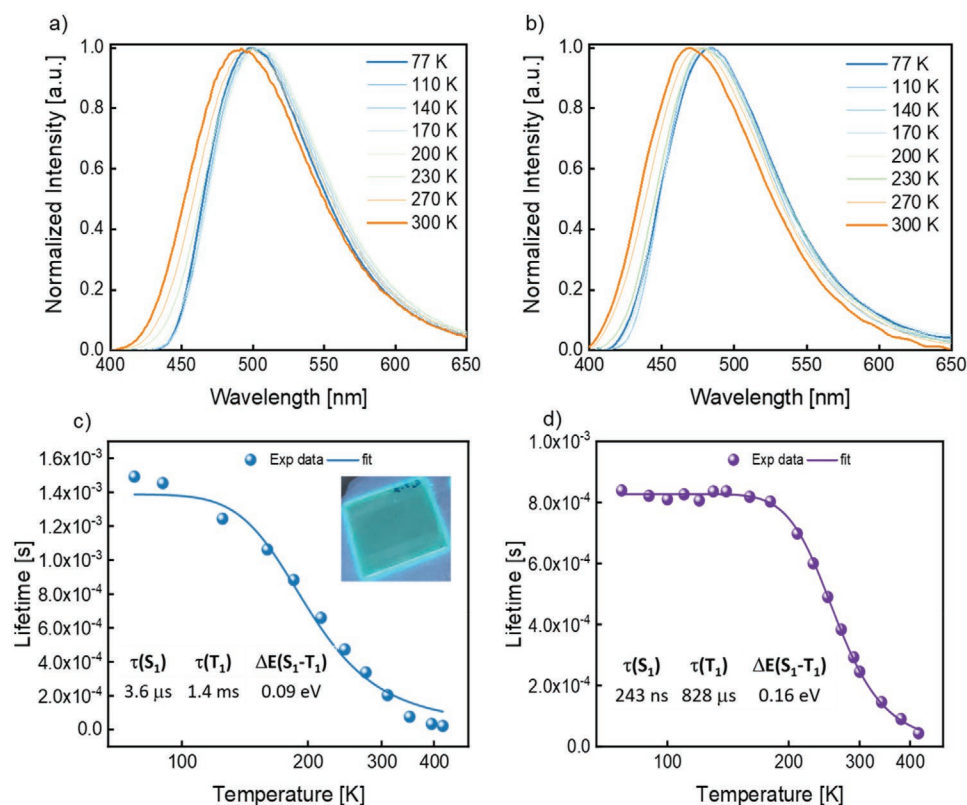 a)
Normalized Intensity [a.u.]
1.0
0.8
0.6
0.4
0.2
0.0
77 K
110 K
140 K
170 K
200 K
230 K
270 K
300 K
400 450 500 550 600 650
Wavelength [nm]
b)
Normalized Intensity [a.u.]
1.0
0.8
0.6
0.4
0.2
0.0
77 K
110 K
140 K
170 K
200 K
230 K
270 K
300 K
400 450 500 550 600 650
Wavelength [nm]
c)
Lifetime [s]
1.6x10⁻³
1.4x10⁻³
1.2x10⁻³
1.0x10⁻³
8.0x10⁻⁴
6.0x10⁻⁴
4.0x10⁻⁴
2.0x10⁻⁴
0.0
Exp data fit
τ(S₁) τ(T₁) ΔE(S₁-T₁)
3.6 µs 1.4 ms 0.09 eV
100 200 300 400
Temperature [K]
d)
Lifetime [s]
1.0x10⁻³
8.0x10⁻⁴
6.0x10⁻⁴
4.0x10⁻⁴
2.0x10⁻⁴
0.0
Exp data fit
τ(S₁) τ(T₁) ΔE(S₁-T₁)
243 ns 828 µs 0.16 eV
100 200 300 400
Temperature [K]